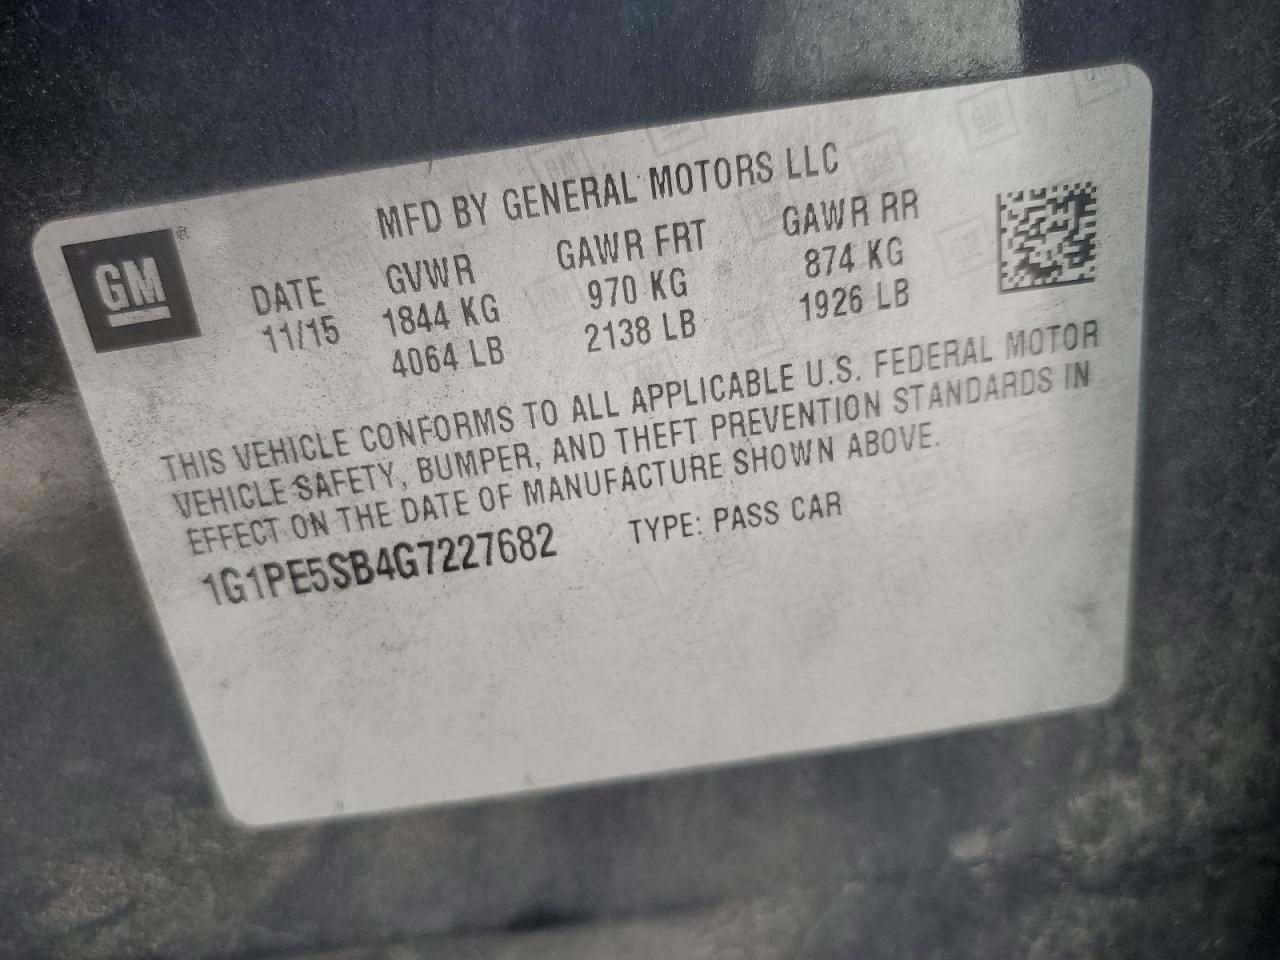 MFD BY GENERAL MOTORS LLC
GM ®
DATE GVWR GAWR FRT GAWR RR
11/15 1844 KG 970 KG 874 KG
4064 LB 2138 LB 1926 LB
THIS VEHICLE CONFORMS TO ALL APPLICABLE U.S. FEDERAL MOTOR
VEHICLE SAFETY, BUMPER, AND THEFT PREVENTION STANDARDS IN
EFFECT ON THE DATE OF MANUFACTURE SHOWN ABOVE.
1G1PE5SB4G7227682 TYPE: PASS CAR